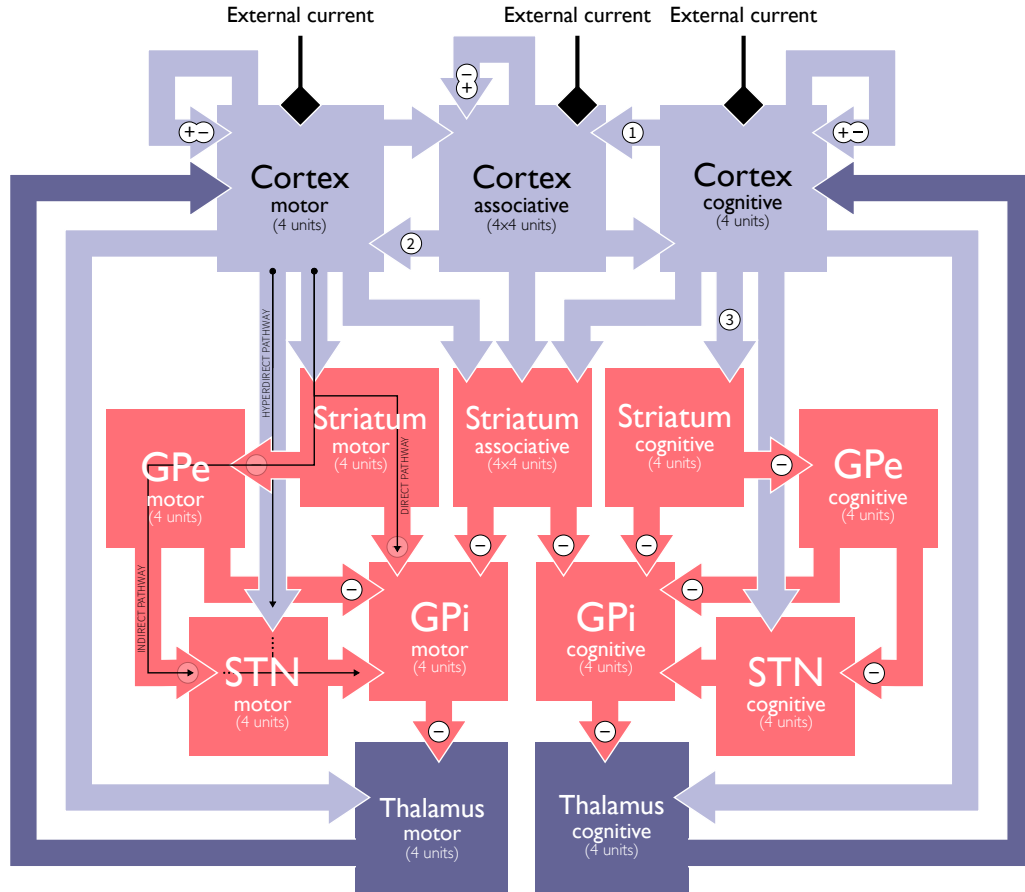 External current
External current
External current
−
+
+ −
1
+ −
Cortex
motor
(4 units)
Cortex
associative
(4x4 units)
Cortex
cognitive
(4 units)
2
3
HYPERDIRECT PATHWAY
Striatum
motor
(4 units)
Striatum
associative
(4x4 units)
Striatum
cognitive
(4 units)
DIRECT PATHWAY
GPe
motor
(4 units)
−
−
GPe
cognitive
(4 units)
−
−
−
−
−
INDIRECT PATHWAY
−
−
GPi
motor
(4 units)
GPi
cognitive
(4 units)
−
STN
motor
(4 units)
STN
cognitive
(4 units)
−
−
−
Thalamus
motor
(4 units)
Thalamus
cognitive
(4 units)